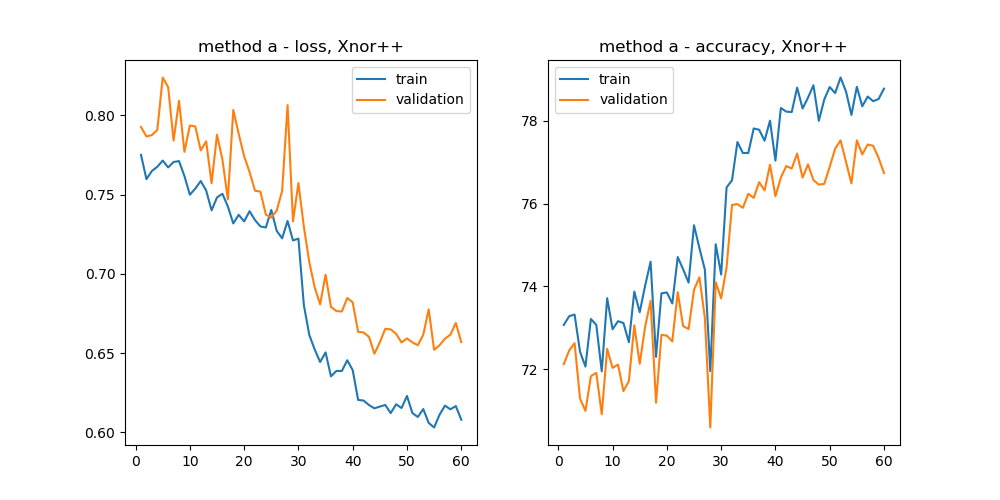 method a - loss, Xnor++
train
validation
0.80
0.75
0.70
0.65
0.60
0 10 20 30 40 50 60
method a - accuracy, Xnor++
train
validation
78
76
74
72
0 10 20 30 40 50 60